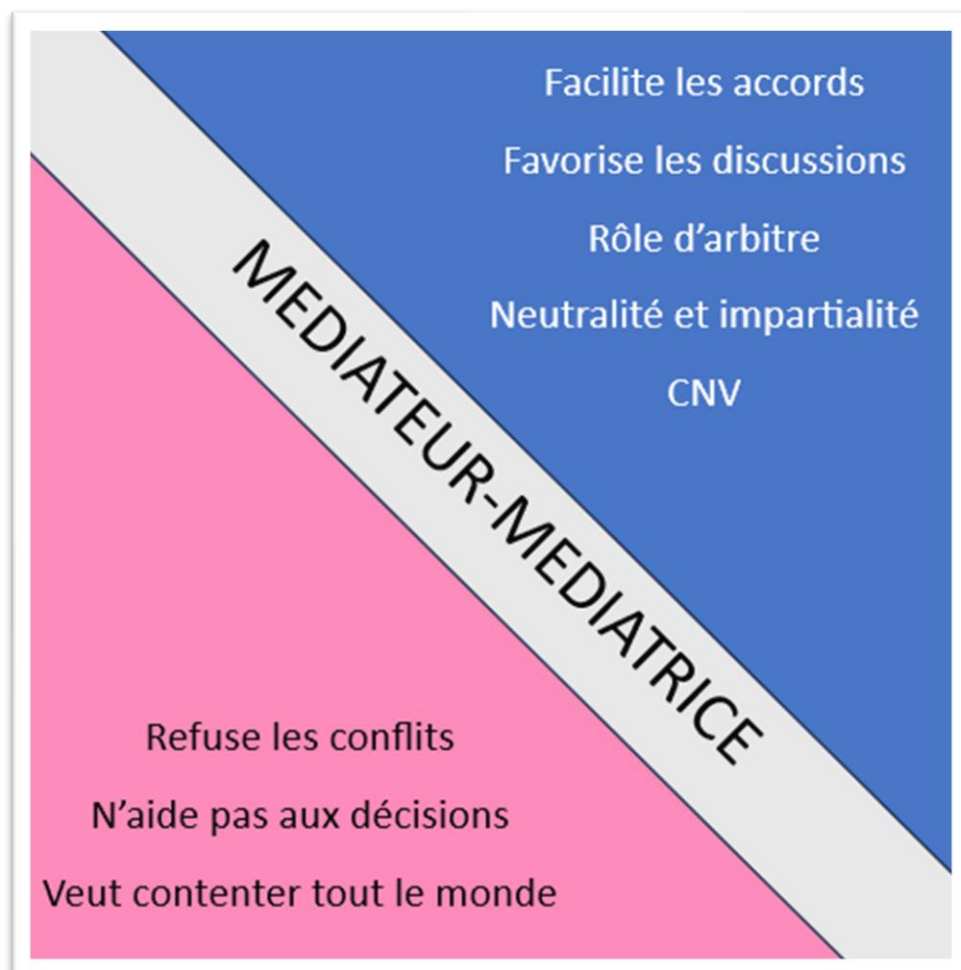 Facilite les accords
Favorise les discussions
Rôle d’arbitre
Neutralité et impartialité
CNV
MEDIATEUR-MEDIATRICE
Refuse les conflits
N’aide pas aux décisions
Veut contenter tout le monde